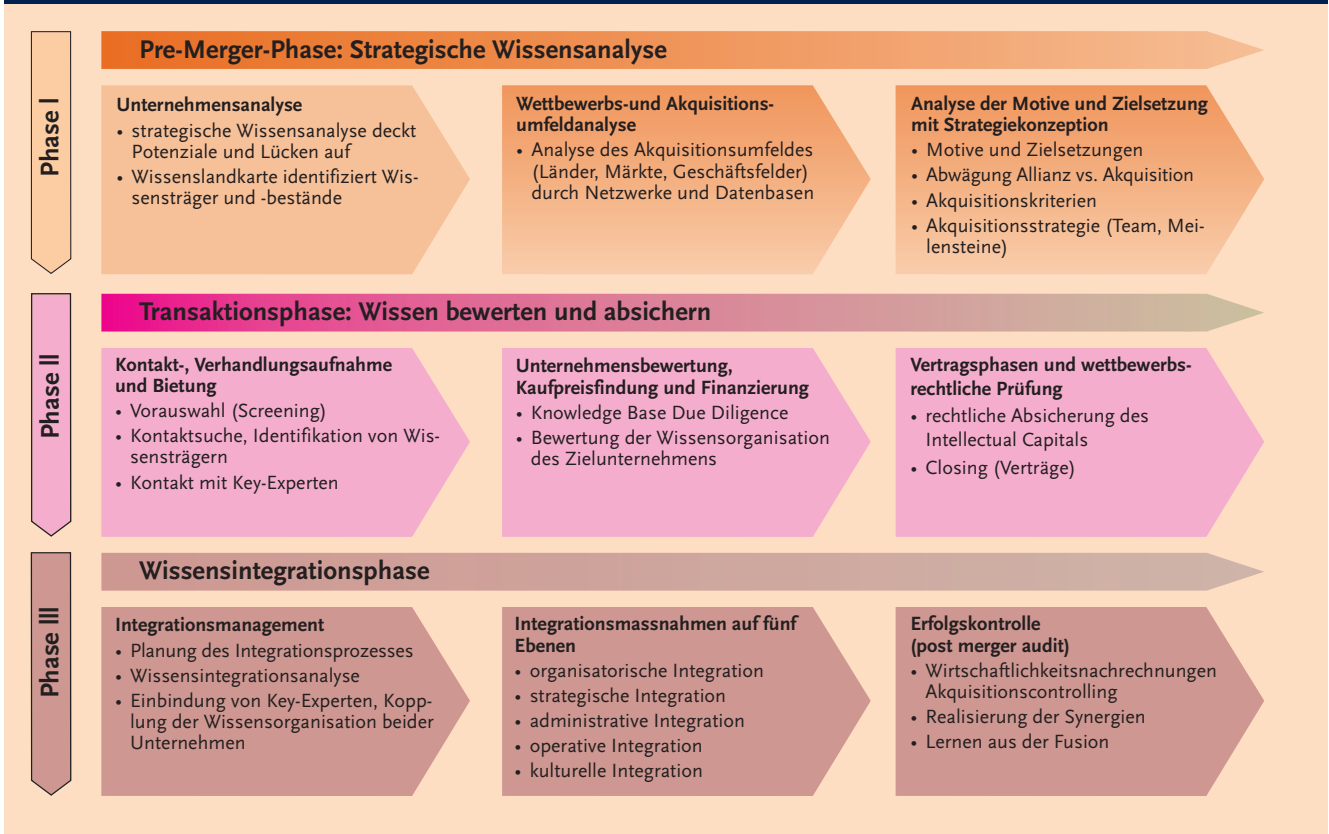 Phase I
Pre-Merger-Phase: Strategische Wissensanalyse
Unternehmensanalyse
• strategische Wissensanalyse deckt
Potenziale und Lücken auf
• Wissenslandkarte identifiziert Wis-
sensträger und -bestände
Wettbewerbs-und Akquisitions-
umfeldanalyse
• Analyse des Akquisitionsumfeldes
(Länder, Märkte, Geschäftsfelder)
durch Netzwerke und Datenbasen
Analyse der Motive und Zielsetzung
mit Strategiekonzeption
• Motive und Zielsetzungen
• Abwägung Allianz vs. Akquisition
• Akquisitionskriterien
• Akquisitionsstrategie (Team, Mei-
lensteine)
Phase II
Transaktionsphase: Wissen bewerten und absichern
Kontakt-, Verhandlungsaufnahme
und Bietung
• Vorauswahl (Screening)
• Kontaktsuche, Identifikation von Wis-
sensträgern
• Kontakt mit Key-Experten
Unternehmensbewertung,
Kaufpreisfindung und Finanzierung
• Knowledge Base Due Diligence
• Bewertung der Wissensorganisation
des Zielunternehmens
Vertragsphasen und wettbewerbs-
rechtliche Prüfung
• rechtliche Absicherung des
Intellectual Capitals
• Closing (Verträge)
Phase III
Wissensintegrationsphase
Integrationsmanagement
• Planung des Integrationsprozesses
• Wissensintegrationsanalyse
• Einbindung von Key-Experten, Kopp-
lung der Wissensorganisation beider
Unternehmen
Integrationsmassnahmen auf fünf
Ebenen
• organisatorische Integration
• strategische Integration
• administrative Integration
• operative Integration
• kulturelle Integration
Erfolgskontrolle
(post merger audit)
• Wirtschaftlichkeitsnachrechnungen
Akquisitionscontrolling
• Realisierung der Synergien
• Lernen aus der Fusion